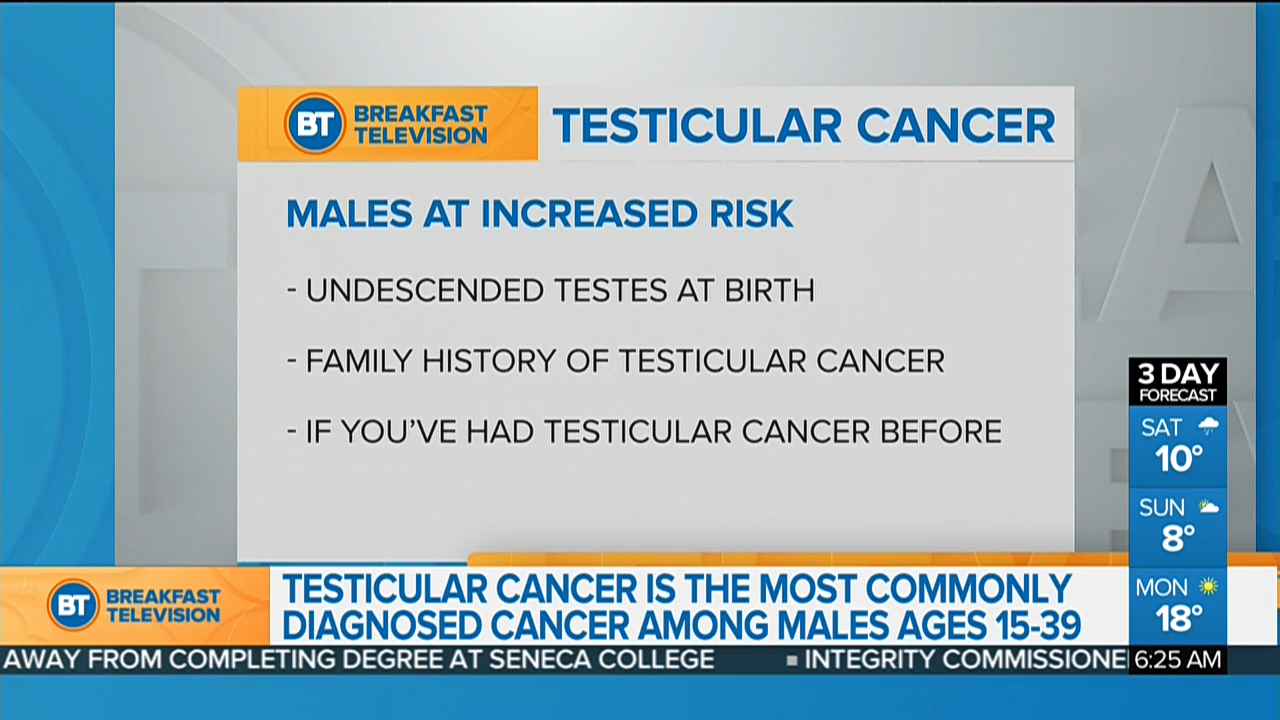 BT BREAKFAST
TELEVISION
TESTICULAR CANCER
MALES AT INCREASED RISK
- UNDESCENDED TESTES AT BIRTH
- FAMILY HISTORY OF TESTICULAR CANCER
- IF YOU'VE HAD TESTICULAR CANCER BEFORE
3 DAY
FORECAST
SAT
10°
SUN
8°
MON
18°
BT BREAKFAST
TELEVISION
TESTICULAR CANCER IS THE MOST COMMONLY
DIAGNOSED CANCER AMONG MALES AGES 15-39
AWAY FROM COMPLETING DEGREE AT SENECA COLLEGE ■ INTEGRITY COMMISSIONE 6:25 AM